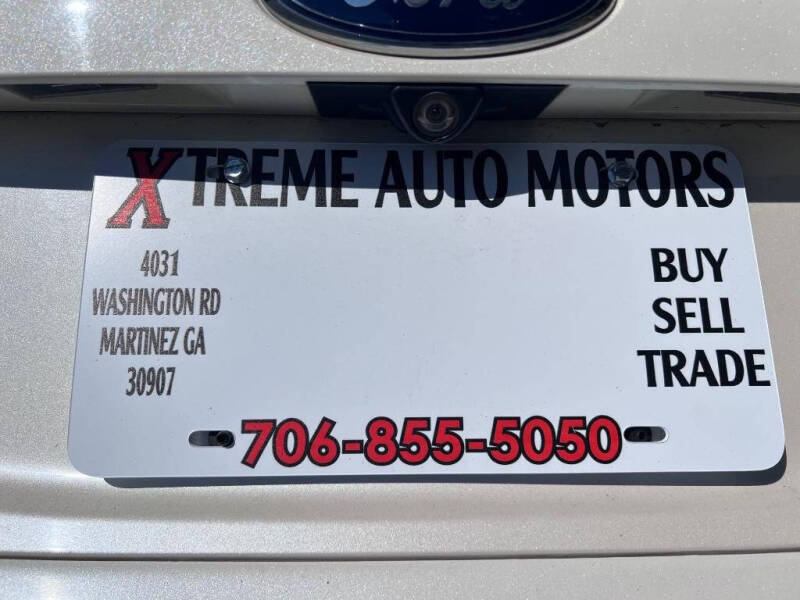 XTREME AUTO MOTORS
4031
WASHINGTON RD
MARTINEZ GA
30907
BUY
SELL
TRADE
706-855-5050